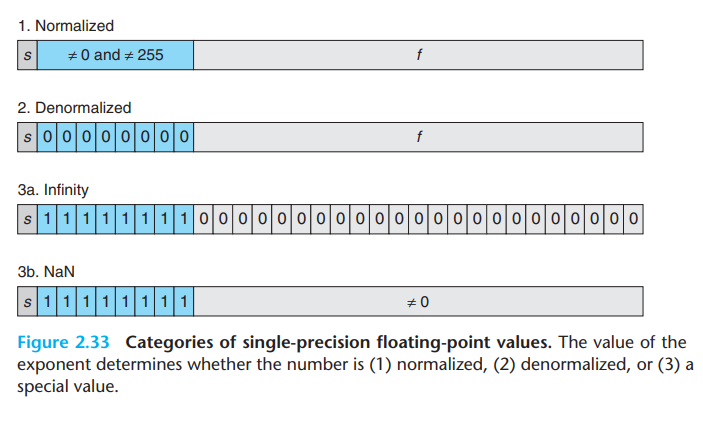 1. Normalized
s ≠ 0 and ≠ 255 f
2. Denormalized
s 0 0 0 0 0 0 0 0 f
3a. Infinity
s 1 1 1 1 1 1 1 1 0 0 0 0 0 0 0 0 0 0 0 0 0 0 0 0 0 0 0 0 0 0 0
3b. NaN
s 1 1 1 1 1 1 1 1 ≠ 0
Figure 2.33 Categories of single-precision floating-point values. The value of the
exponent determines whether the number is (1) normalized, (2) denormalized, or (3) a
special value.